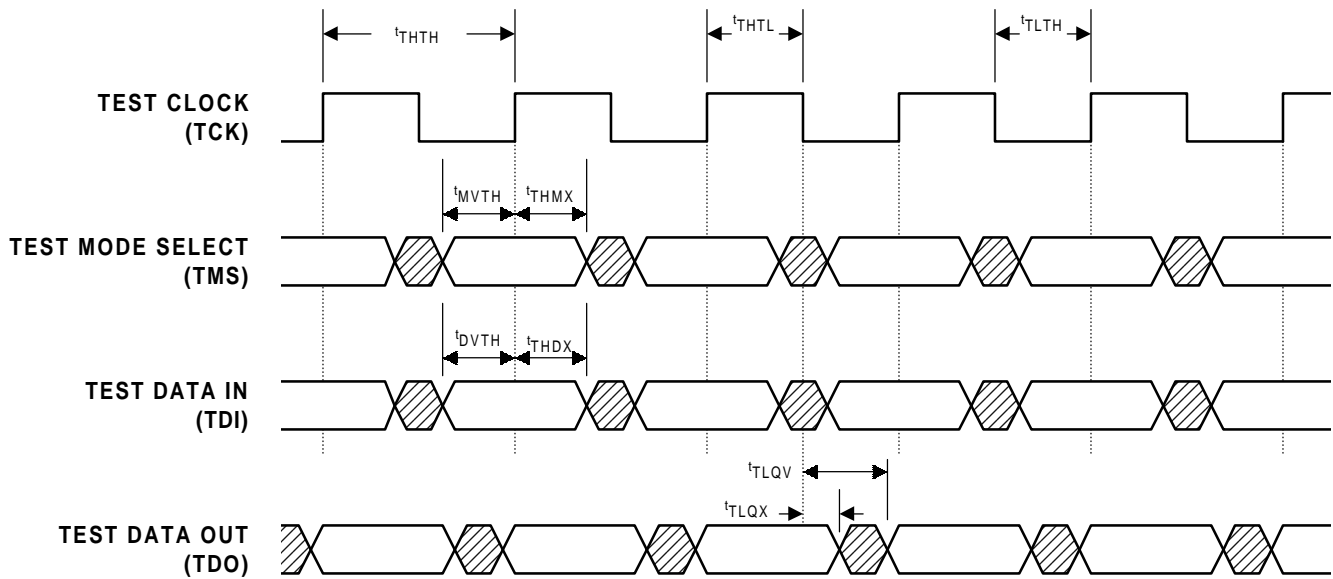 tTHTH
tTHTL
tTLTH
TEST CLOCK
(TCK)
tMVTH
tTHMX
TEST MODE SELECT
(TMS)
tDVTH
tTHDX
TEST DATA IN
(TDI)
tTLQV
tTLQX
TEST DATA OUT
(TDO)